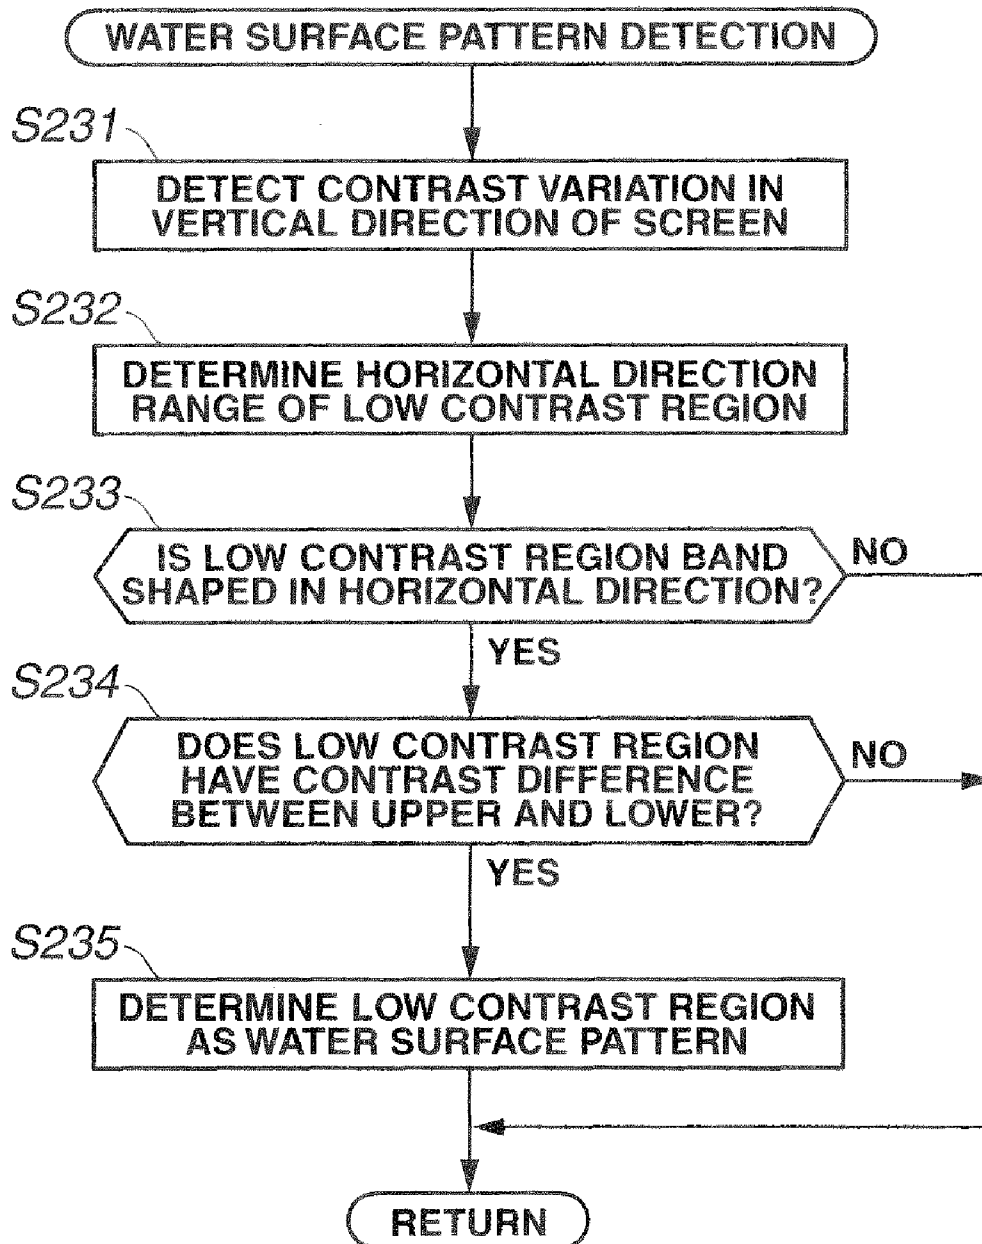 WATER SURFACE PATTERN DETECTION
S231
DETECT CONTRAST VARIATION IN
VERTICAL DIRECTION OF SCREEN
S232
DETERMINE HORIZONTAL DIRECTION
RANGE OF LOW CONTRAST REGION
S233
IS LOW CONTRAST REGION BAND
SHAPED IN HORIZONTAL DIRECTION?
NO
YES
S234
DOES LOW CONTRAST REGION
HAVE CONTRAST DIFFERENCE
BETWEEN UPPER AND LOWER?
NO
YES
S235
DETERMINE LOW CONTRAST REGION
AS WATER SURFACE PATTERN
RETURN